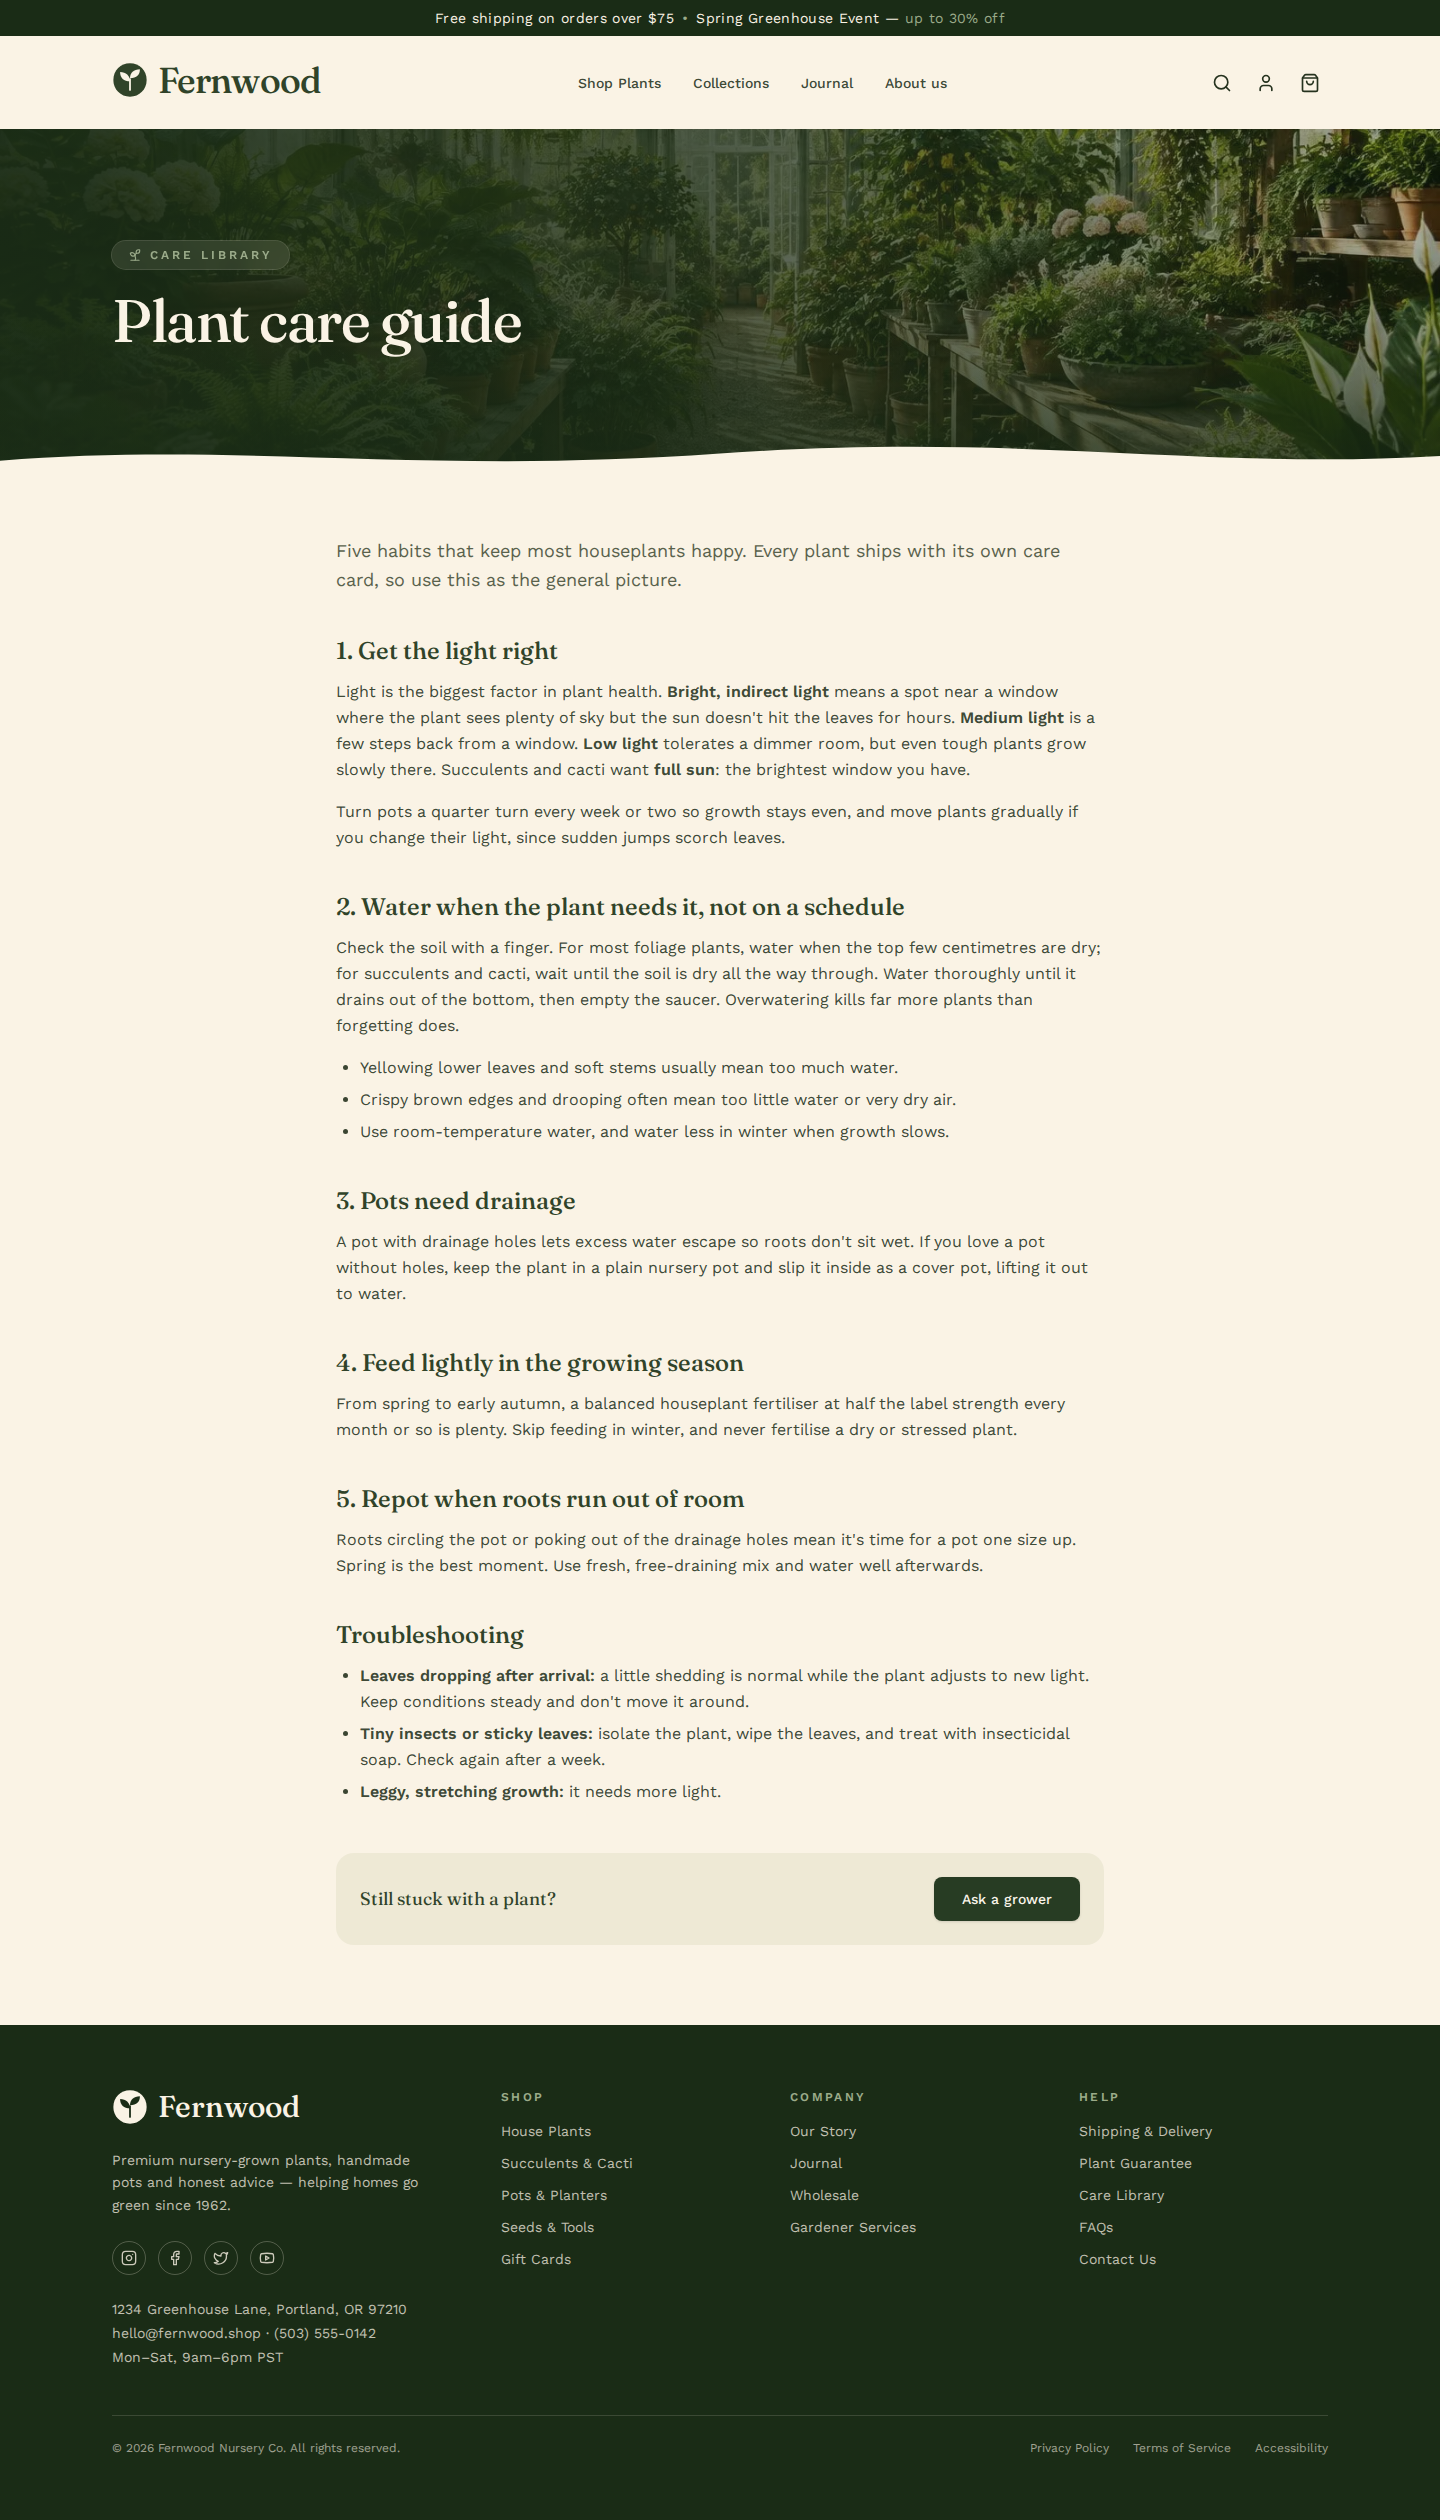 Free shipping on orders over $75 • Spring Greenhouse Event — up to 30% off
Fernwood
Shop Plants
Collections
Journal
About us
CARE LIBRARY
Plant care guide
Five habits that keep most houseplants happy. Every plant ships with its own care
card, so use this as the general picture.
1. Get the light right
Light is the biggest factor in plant health. Bright, indirect light means a spot near a window
where the plant sees plenty of sky but the sun doesn't hit the leaves for hours. Medium light is a
few steps back from a window. Low light tolerates a dimmer room, but even tough plants grow
slowly there. Succulents and cacti want full sun: the brightest window you have.
Turn pots a quarter turn every week or two so growth stays even, and move plants gradually if
you change their light, since sudden jumps scorch leaves.
2. Water when the plant needs it, not on a schedule
Check the soil with a finger. For most foliage plants, water when the top few centimetres are dry;
for succulents and cacti, wait until the soil is dry all the way through. Water thoroughly until it
drains out of the bottom, then empty the saucer. Overwatering kills far more plants than
forgetting does.
• Yellowing lower leaves and soft stems usually mean too much water.
• Crispy brown edges and drooping often mean too little water or very dry air.
• Use room-temperature water, and water less in winter when growth slows.
3. Pots need drainage
A pot with drainage holes lets excess water escape so roots don't sit wet. If you love a pot
without holes, keep the plant in a plain nursery pot and slip it inside as a cover pot, lifting it out
to water.
4. Feed lightly in the growing season
From spring to early autumn, a balanced houseplant fertiliser at half the label strength every
month or so is plenty. Skip feeding in winter, and never fertilise a dry or stressed plant.
5. Repot when roots run out of room
Roots circling the pot or poking out of the drainage holes mean it's time for a pot one size up.
Spring is the best moment. Use fresh, free-draining mix and water well afterwards.
Troubleshooting
• Leaves dropping after arrival: a little shedding is normal while the plant adjusts to new light.
Keep conditions steady and don't move it around.
• Tiny insects or sticky leaves: isolate the plant, wipe the leaves, and treat with insecticidal
soap. Check again after a week.
• Leggy, stretching growth: it needs more light.
Still stuck with a plant?
Ask a grower
Fernwood
Premium nursery-grown plants, handmade
pots and honest advice — helping homes go
green since 1962.
1234 Greenhouse Lane, Portland, OR 97210
hello@fernwood.shop · (503) 555-0142
Mon–Sat, 9am–6pm PST
SHOP
House Plants
Succulents & Cacti
Pots & Planters
Seeds & Tools
Gift Cards
COMPANY
Our Story
Journal
Wholesale
Gardener Services
HELP
Shipping & Delivery
Plant Guarantee
Care Library
FAQs
Contact Us
© 2026 Fernwood Nursery Co. All rights reserved.
Privacy Policy
Terms of Service
Accessibility